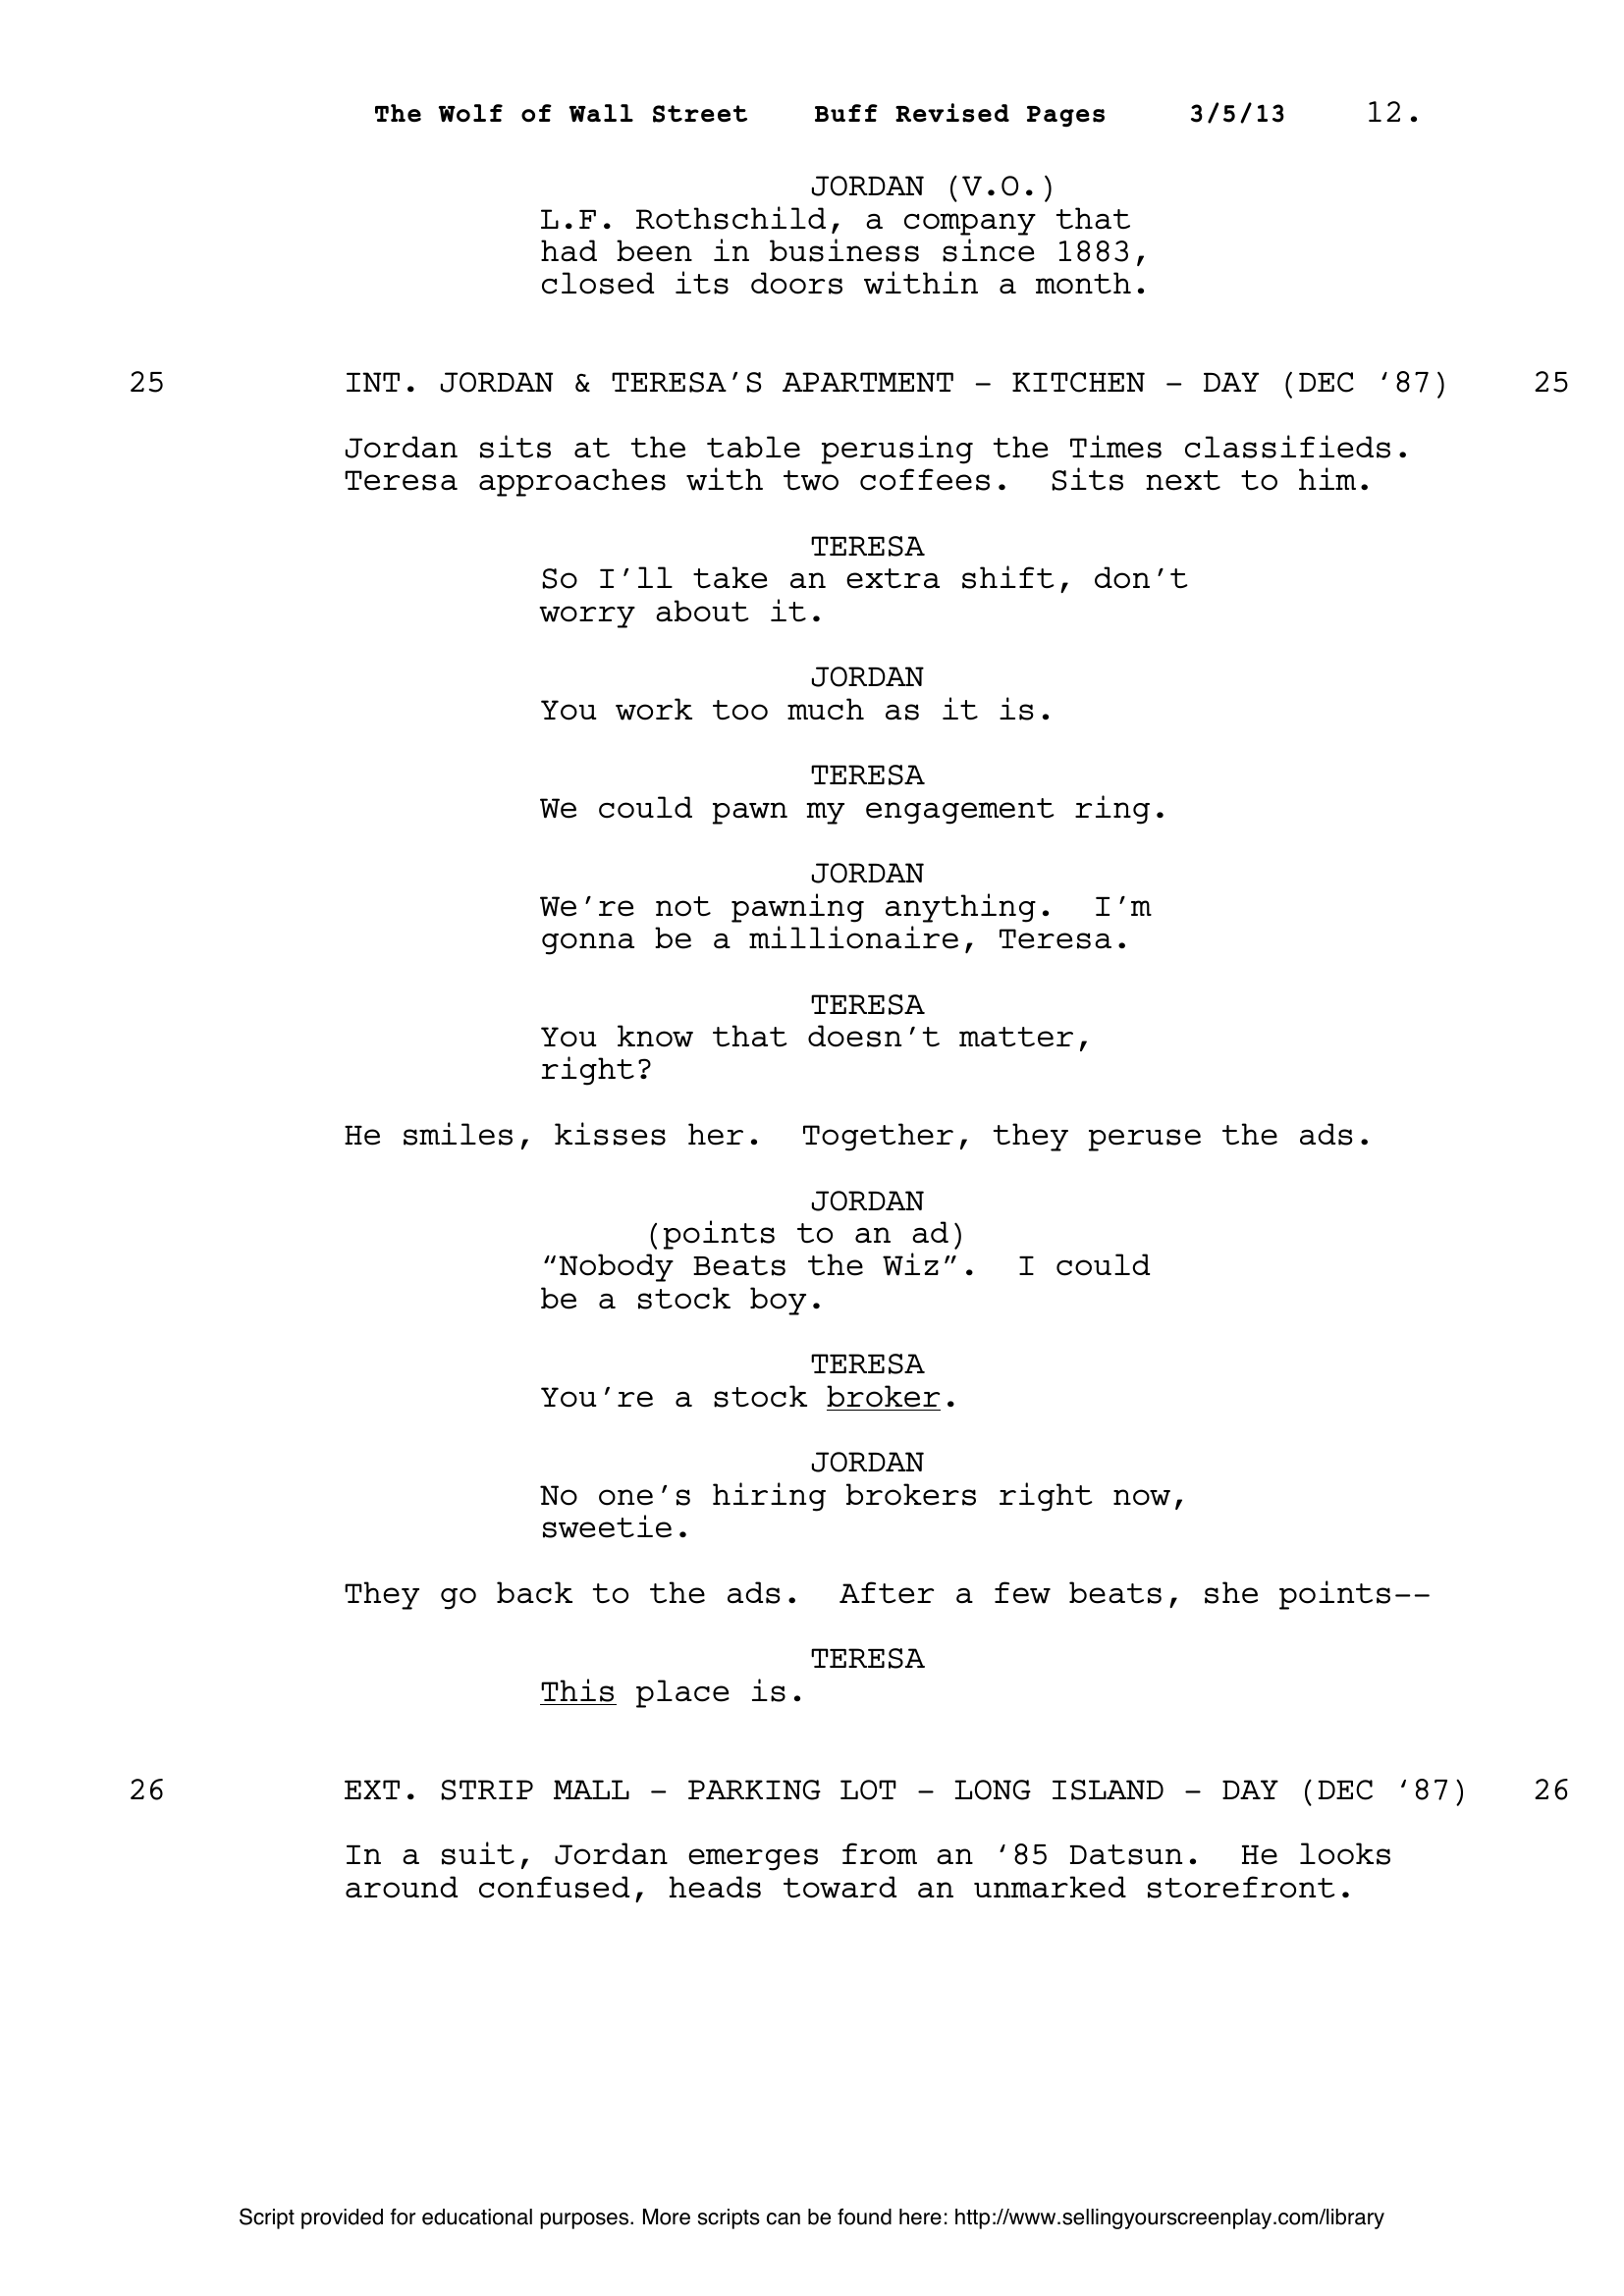 The Wolf of Wall Street Buff Revised Pages 3/5/13 12.
JORDAN (V.O.)
L.F. Rothschild, a company that
had been in business since 1883,
closed its doors within a month.
25 INT. JORDAN & TERESA’S APARTMENT - KITCHEN - DAY (DEC ‘87) 25
Jordan sits at the table perusing the Times classifieds.
Teresa approaches with two coffees.  Sits next to him.
TERESA
So I’ll take an extra shift, don’t
worry about it.
JORDAN
You work too much as it is.
TERESA
We could pawn my engagement ring.
JORDAN
We’re not pawning anything.  I’m
gonna be a millionaire, Teresa.
TERESA
You know that doesn’t matter,
right?
He smiles, kisses her.  Together, they peruse the ads.
JORDAN
(points to an ad)
“Nobody Beats the Wiz”.  I could
be a stock boy.
TERESA
You’re a stock broker.
JORDAN
No one’s hiring brokers right now,
sweetie.
They go back to the ads.  After a few beats, she points--
TERESA
This place is.
26 EXT. STRIP MALL - PARKING LOT - LONG ISLAND - DAY (DEC ‘87) 26
In a suit, Jordan emerges from an ‘85 Datsun.  He looks
around confused, heads toward an unmarked storefront.
Script provided for educational purposes. More scripts can be found here: http://www.sellingyourscreenplay.com/library